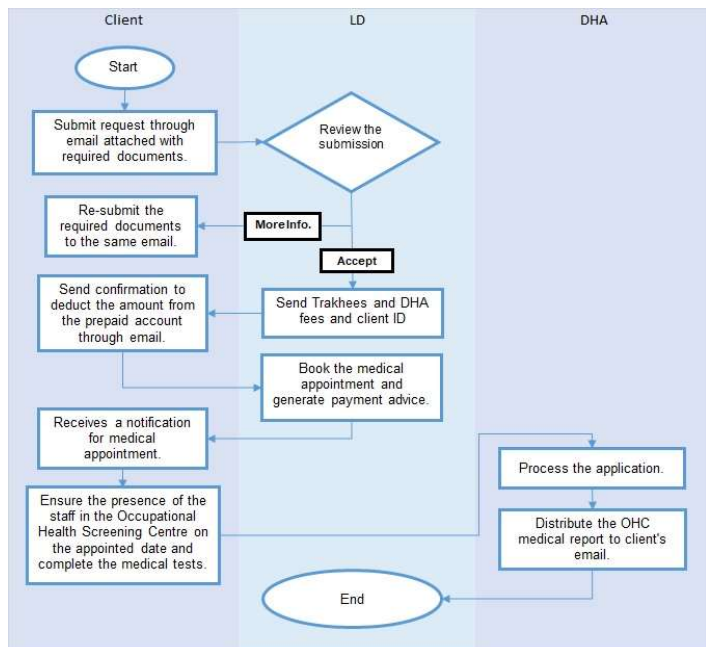 Client
LD
DHA
Start
Submit request through
email attached with
required documents.
Review the
submission
Re-submit the
required documents
to the same email.
More Info.
Accept
Send confirmation to
deduct the amount from
the prepaid account
through email.
Send Trakhees and DHA
fees and client ID
Book the medical
appointment and
generate payment advice.
Receives a notification
for medical
appointment.
Process the application.
Ensure the presence of the
staff in the Occupational
Health Screening Centre on
the appointed date and
complete the medical tests.
Distribute the OHC
medical report to client's
email.
End